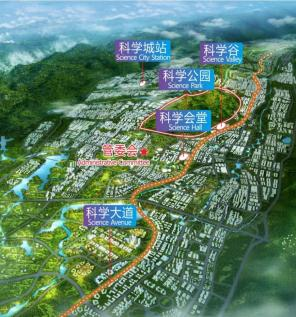 科学城站
Science City Station
科学谷
Science Valley
科学公园
Science Park
科学会堂
Science Hall
管委会
Administrative Committee
科学大道
Science Avenue